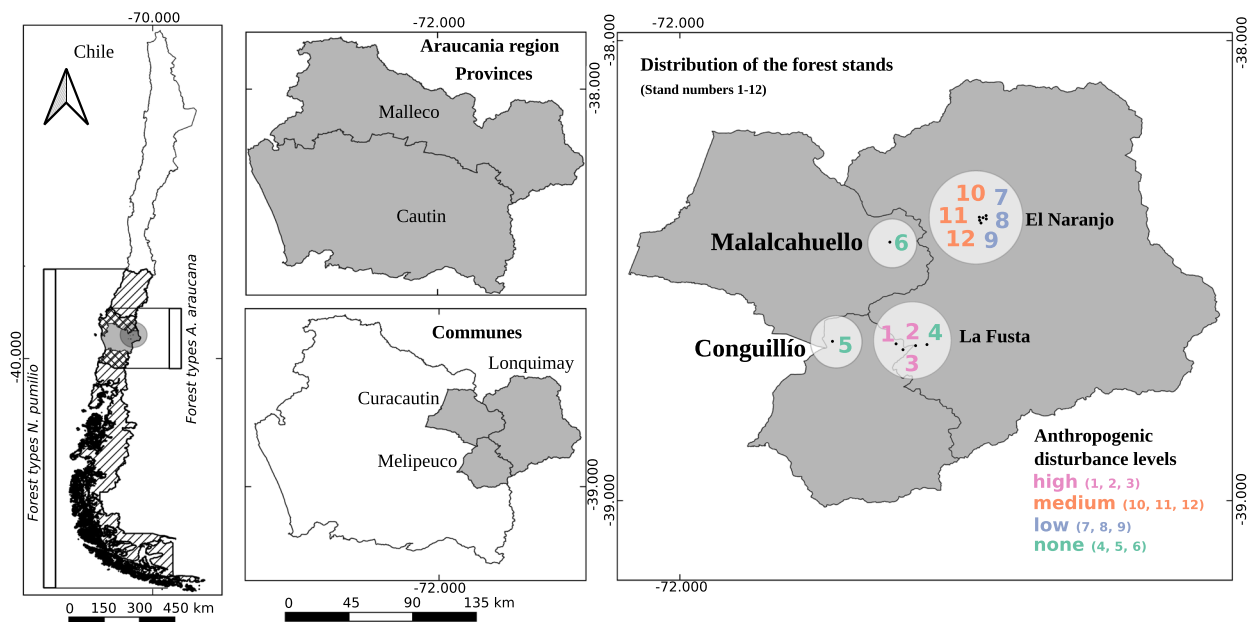 -70.000
Chile
-40.000
Forest types N. pumilio
Forest types A. araucana
0 150 300 450 km
-72.000
Araucania region
Provinces
-38.000
Malleco
Cautin
Communes
Lonquimay
Curacautin
Melipeuco
-39.000
-72.000
0 45 90 135 km
-72.000
-38.000
-38.000
Distribution of the forest stands
(Stand numbers 1-12)
10 7
11 8
12 9
El Naranjo
Malalcahuello 6
Conguillío 5
1 2 4
3
La Fusta
Anthropogenic
disturbance levels
high (1, 2, 3)
medium (10, 11, 12)
low (7, 8, 9)
none (4, 5, 6)
-39.000
-39.000
-72.000